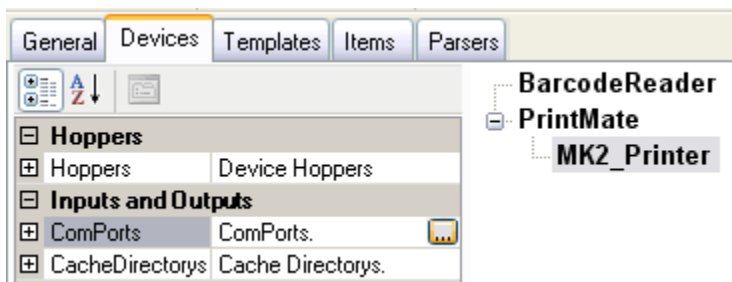 General Devices Templates Items Parsers
BarcodeReader
PrintMate
MK2_Printer
Hoppers
Hoppers Device Hoppers
Inputs and Outputs
ComPorts ComPorts. ...
CacheDirectorys Cache Directorys.